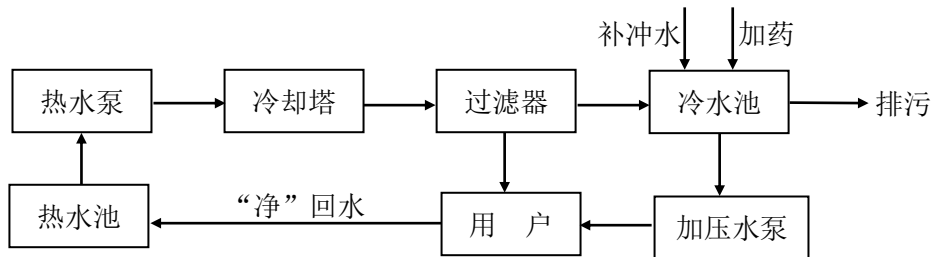 补冲水
加药
热水泵
冷却塔
过滤器
冷水池
排污
热水池
“净”回水
用 户
加压水泵